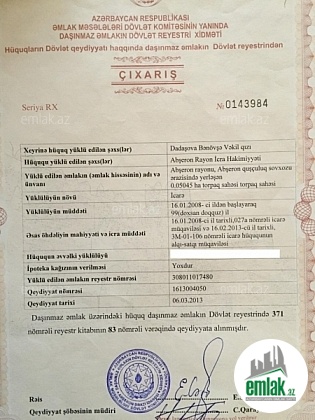 AZƏRBAYCAN RESPUBLİKASI
ƏMLAK MƏSƏLƏLƏRİ DÖVLƏT KOMİTƏSİNİN YANINDA
DAŞINMAZ ƏMLAKIN DÖVLƏT REYESTRİ XİDMƏTİ
Hüquqların Dövlət qeydiyyatı haqqında daşınmaz əmlakın Dövlət reyestrindən
ÇIXARIŞ
Seriya RX №0143984
Xeyrinə hüquq yüklü edilən şəxs(lər) Dadaşova Bənövşə Vəkil qızı
Hüququ yüklü edilən şəxs(lər) Abşeron Rayon İcra Hakimiyyəti
Yüklü edilən əmlakın (əmlak hissəsinin) adı və ünvanı Abşeron rayonu, Abşeron quşçuluq sovxozu ərazisində yerləşən 0.05045 ha torpaq sahəsi torpaq sahəsi
Yüklülüyün növü İcarə
Yüklülüyün müddəti 16.01.2008- ci ildən başlayaraq 99(doxsan doqquz) il
Əsas öhdəliyin mahiyyəti və icra müddəti 16.01.2008-ci il tarixli,027a nömrəli icarə müqaviləsi və 16.02.2013-cü il tarixli, 3M-01-106 nömrəli icarə hüququnun alqı-satqı müqaviləsi
Hüququn əvvəlki yüklülüyü
İpoteka kağızının verilməsi Yoxdur
Yüklü edilən əmlakın reyestr nömrəsi 308011017480
Qeydiyyat nömrəsi 1613004050
Qeydiyyat tarixi 06.03.2013
Daşınmaz əmlak üzərindəki hüquq daşınmaz əmlakın Dövlət reyestrində 371
nömrəli reyestr kitabının 83 nömrəli vərəqində qeydiyyata alınmışdır.
Rəis
Qeydiyyat şöbəsinin müdiri
emlak.az